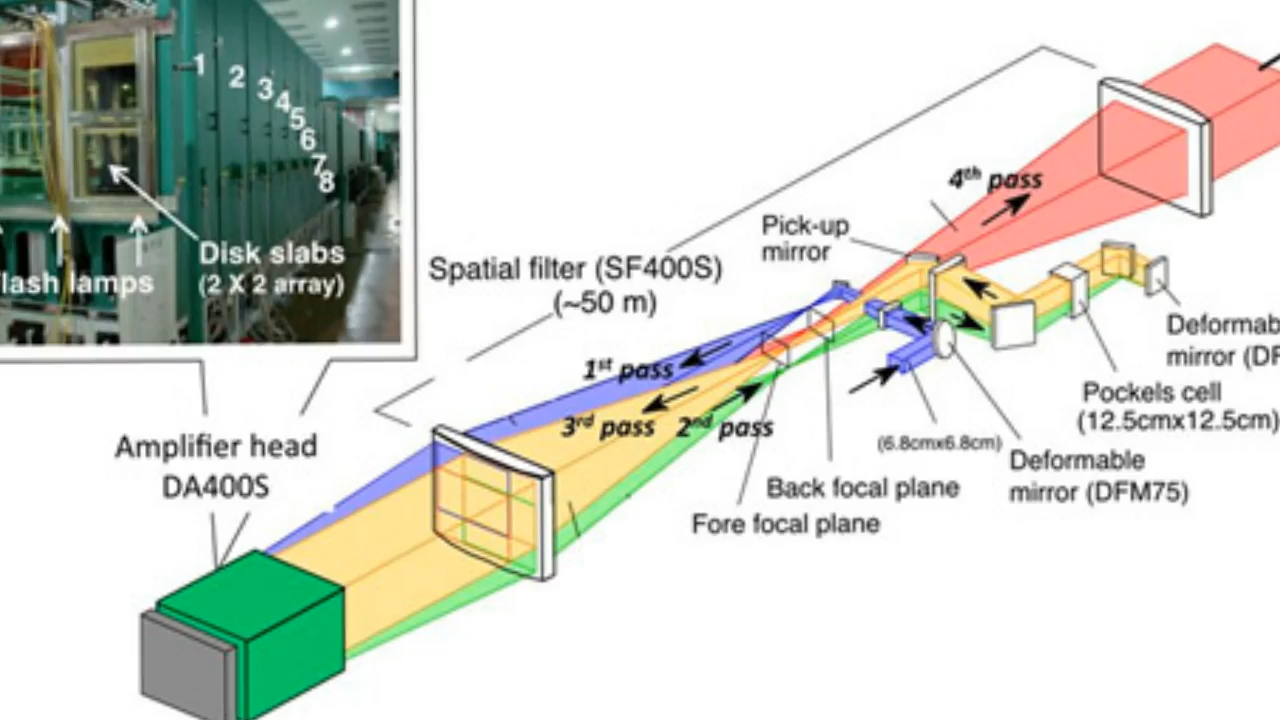 1
2
3
4
5
6
7
8
Disk slabs
(2 X 2 array)
lash lamps
Amplifier head
DA400S
Spatial filter (SF400S)
(~50 m)
Pick-up
mirror
4th pass
1st pass
3rd pass
2nd pass
Back focal plane
Fore focal plane
(6.8cmx6.8cm)
Deformable
mirror (DFM75)
Pockels cell
(12.5cmx12.5cm)
Deformab
mirror (DF